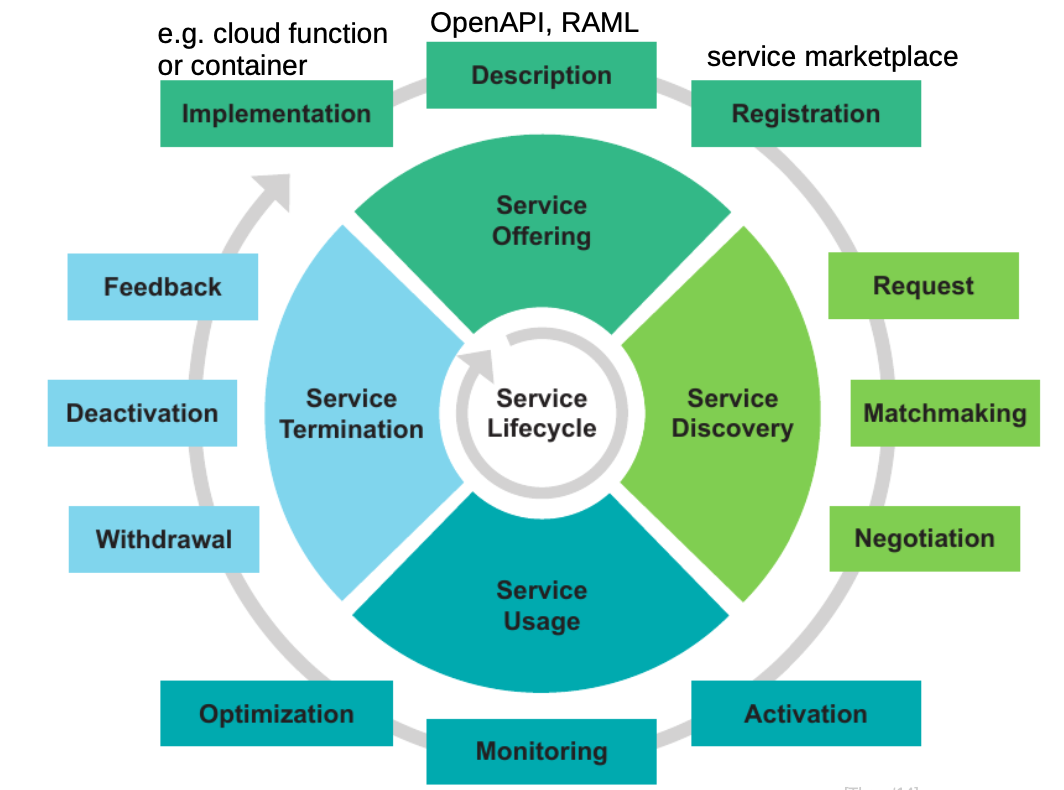 e.g. cloud function
or container
OpenAPI, RAML
service marketplace
Implementation
Description
Registration
Service
Offering
Feedback
Request
Deactivation
Service
Termination
Service
Lifecycle
Service
Discovery
Matchmaking
Withdrawal
Negotiation
Service
Usage
Optimization
Monitoring
Activation